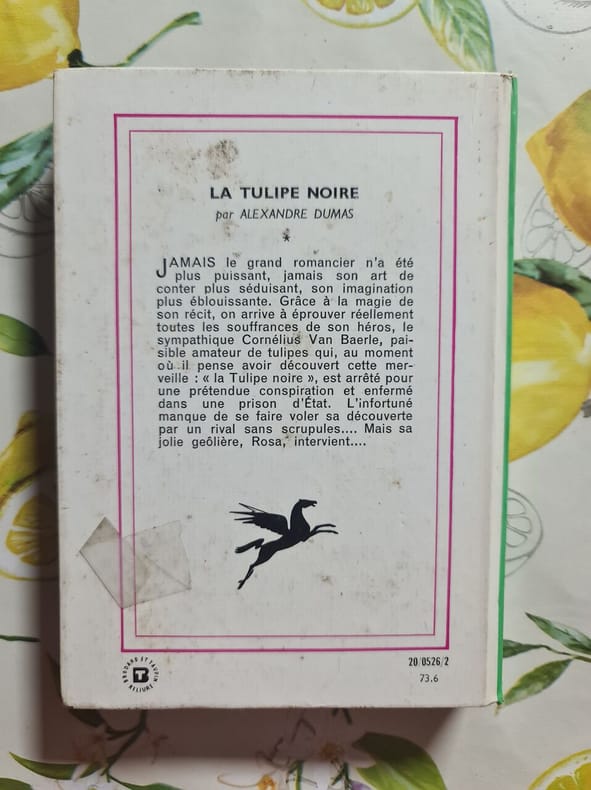 LA TULIPE NOIRE
par ALEXANDRE DUMAS
*
JAMAIS le grand romancier n'a été
plus puissant, jamais son art de
conter plus séduisant, son imagination
plus éblouissante. Grâce à la magie de
son récit, on arrive à éprouver réellement
toutes les souffrances de son héros, le
sympathique Cornélius Van Baerle, pai-
sible amateur de tulipes qui, au moment
où il pense avoir découvert cette mer-
veille : « la Tulipe noire », est arrêté pour
une prétendue conspiration et enfermé
dans une prison d'État. L'infortuné
manque de se faire voler sa découverte
par un rival sans scrupules.... Mais sa
jolie geôlière, Rosa, intervient....
20/0526/2
73.6
BRODARD ET TAUPIN
RELIURE
BT